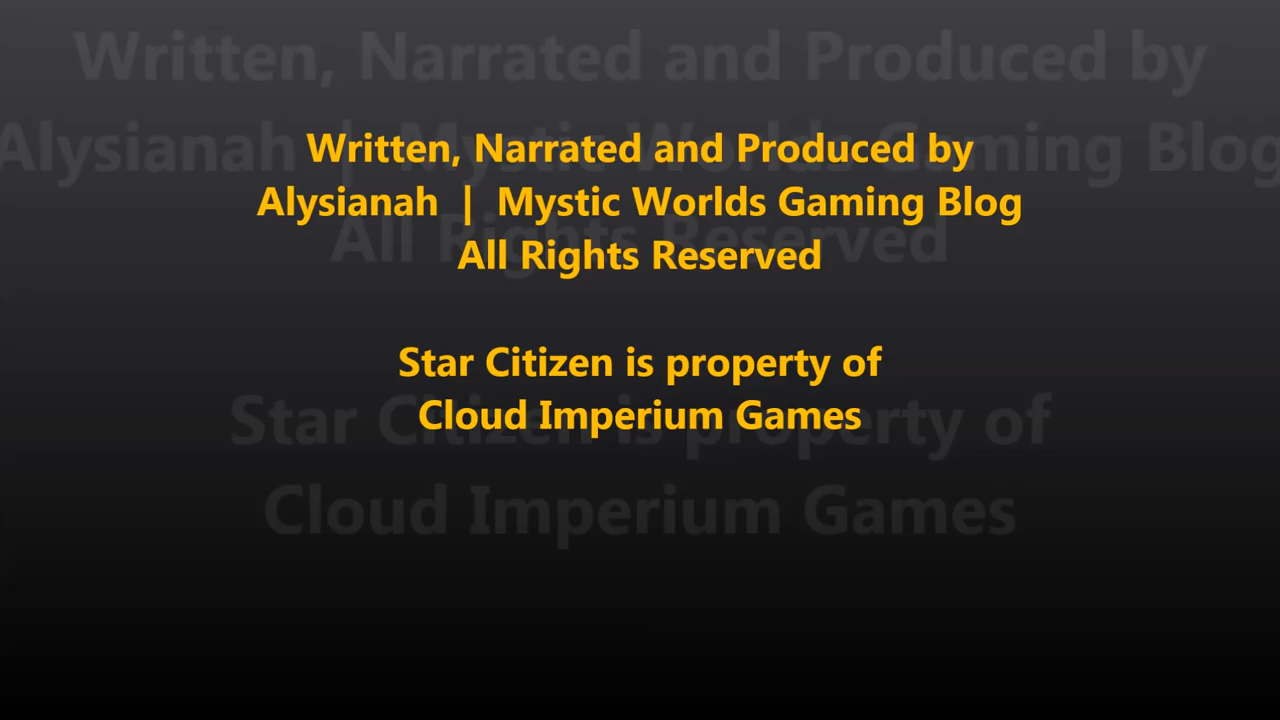 Written, Narrated and Produced by
Alysianah | Mystic Worlds Gaming Blog
All Rights Reserved
Star Citizen is property of
Cloud Imperium Games